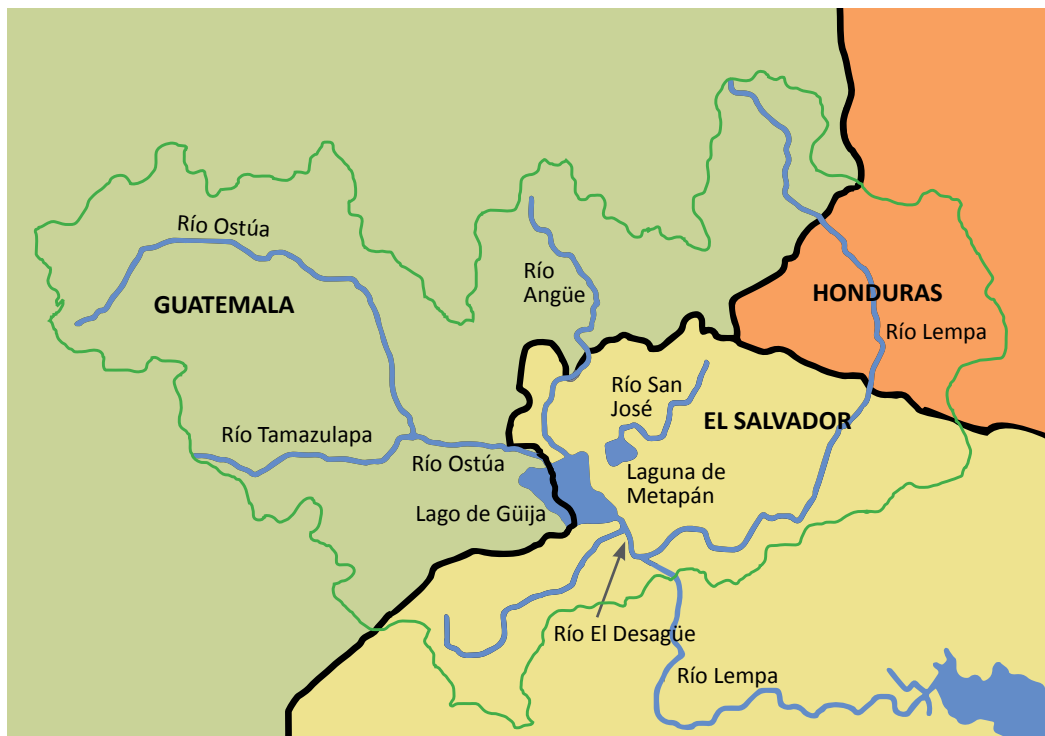 Río Ostúa
Río
Angüe
GUATEMALA
HONDURAS
Río Lempa
Río San
José
EL SALVADOR
Río Tamazulapa
Río Ostúa
Laguna de
Metapán
Lago de Güija
Río El Desagüe
Río Lempa